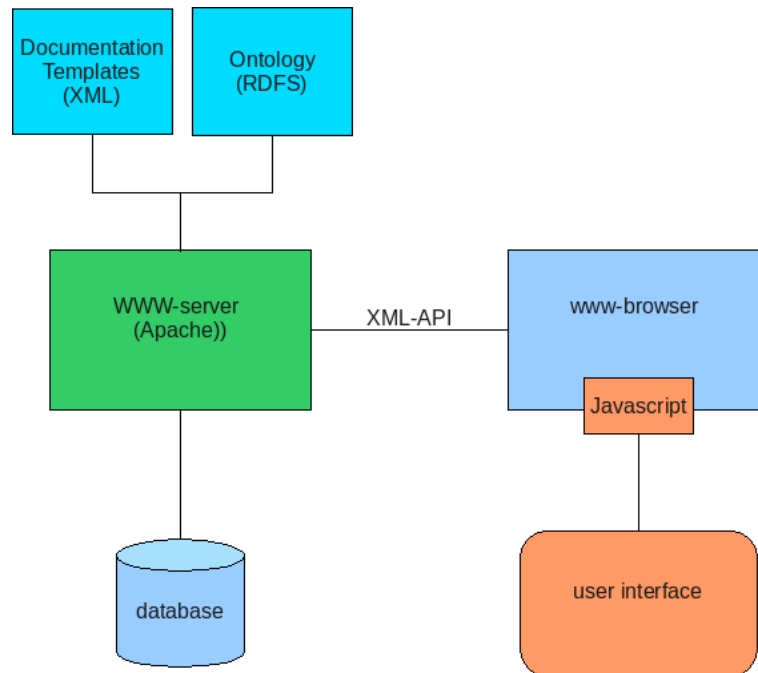 Documentation
Templates
(XML)
Ontology
(RDFS)
WWW-server
(Apache))
XML-API
www-browser
Javascript
database
user interface